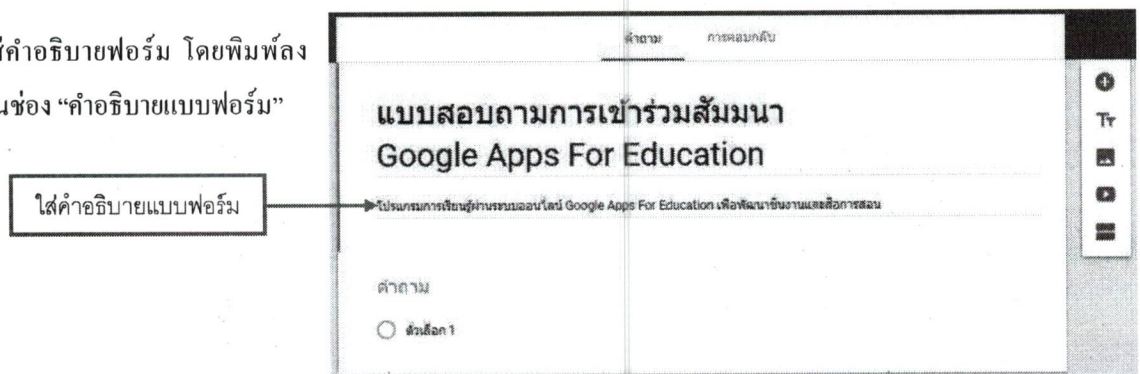 คำอธิบายฟอร์ม โดยพิมพ์ลง
ช่อง “คำอธิบายแบบฟอร์ม”
ใส่คำอธิบายแบบฟอร์ม
คำถาม การตอบกลับ
แบบสอบถามการเข้าร่วมสัมมนา
Google Apps For Education
โปรแกรมการเรียนรู้ผ่านระบบออนไลน์ Google Apps For Education เพื่อพัฒนาชิ้นงานและสื่อการสอน
คำถาม
ตัวเลือก 1
Tт